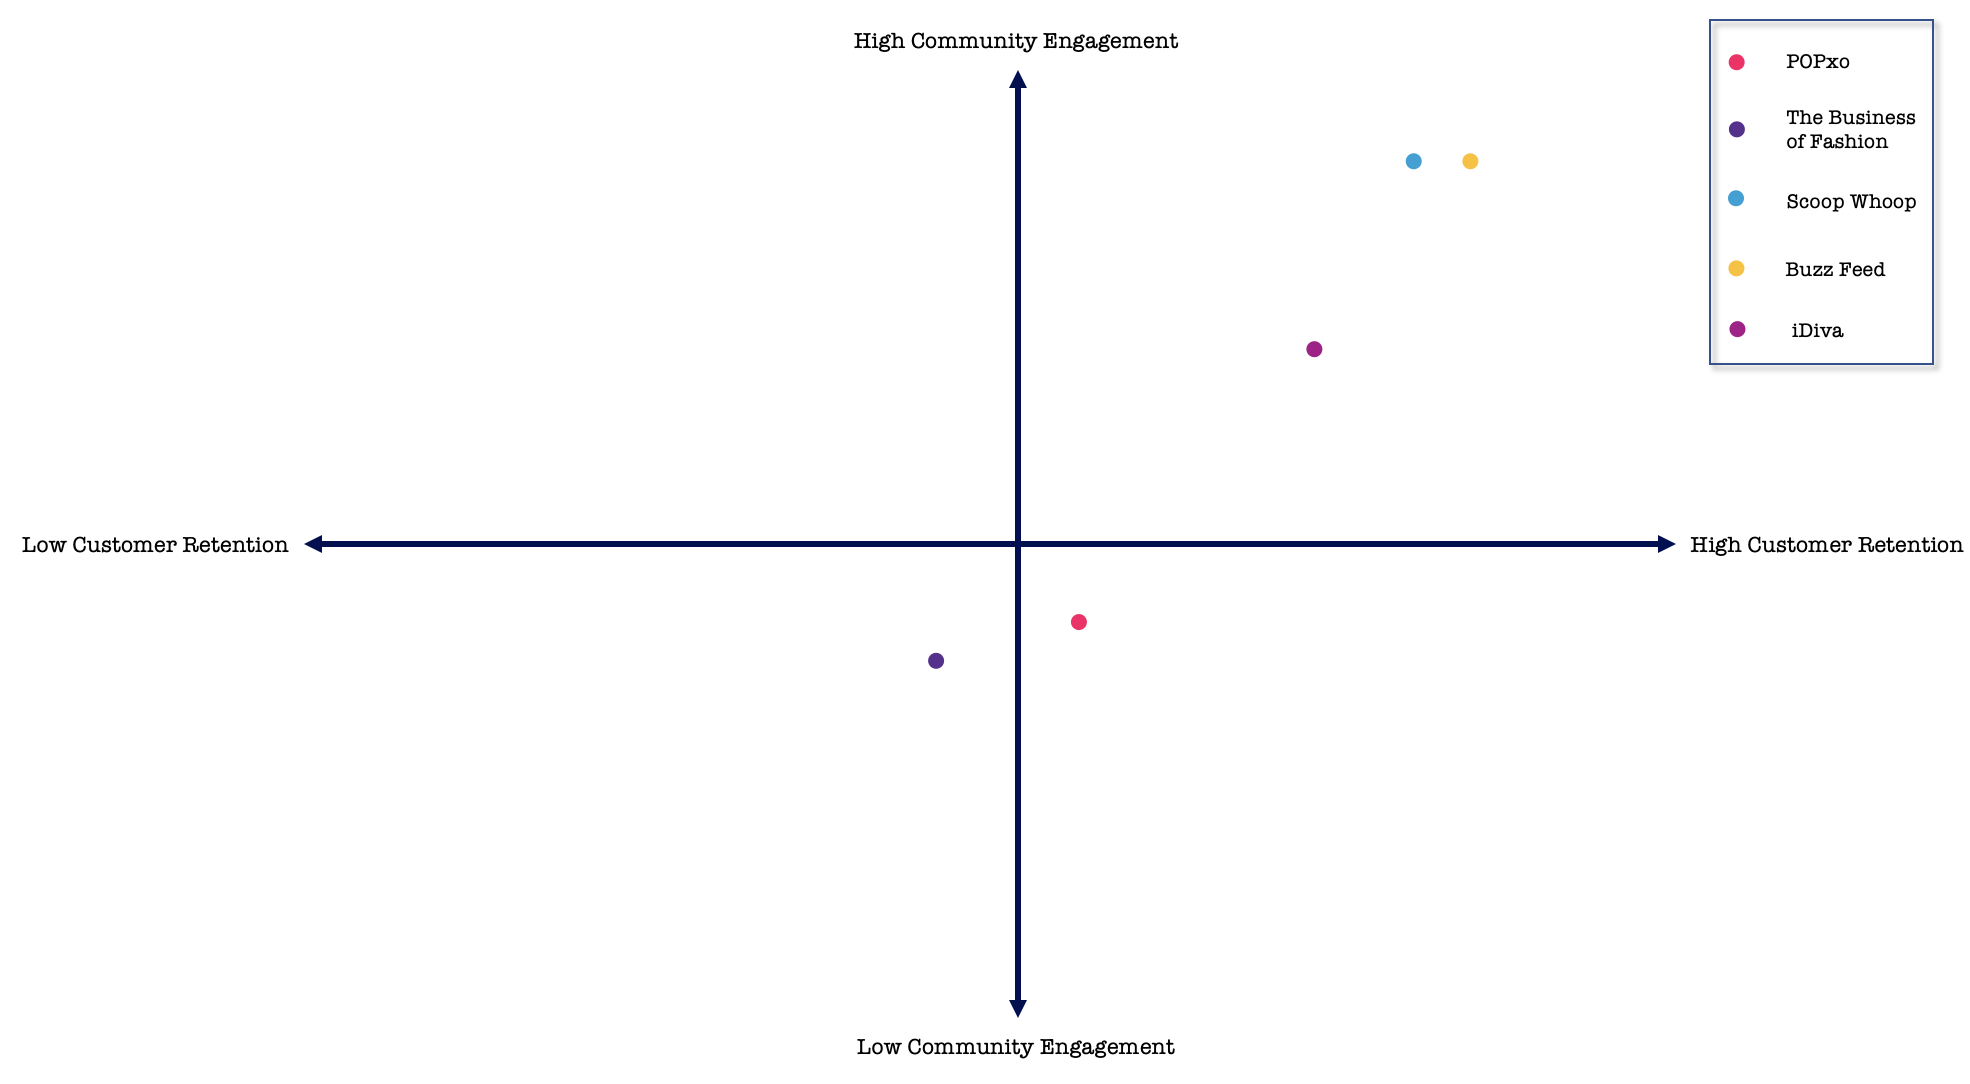 High Community Engagement
POPxo
The Business
of Fashion
Scoop Whoop
Buzz Feed
iDiva
Low Customer Retention
High Customer Retention
Low Community Engagement